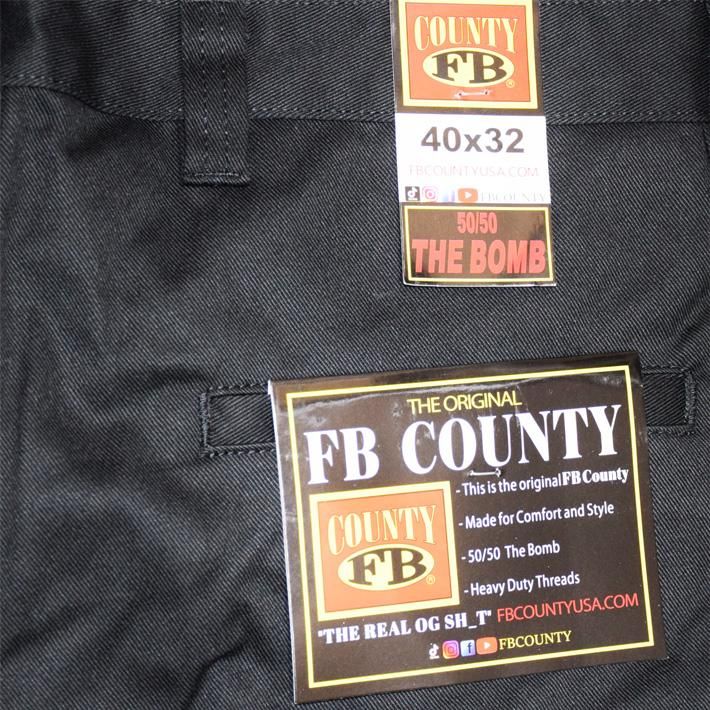 COUNTY
FB
®
40x32
FBCOUNTYUSA.COM
FBCOUNTY
50/50
THE BOMB
THE ORIGINAL
FB COUNTY
COUNTY
FB
®
- This is the original FB County
- Made for Comfort and Style
- 50/50 The Bomb
- Heavy Duty Threads
"THE REAL OG SH_T" FBCOUNTYUSA.COM
FBCOUNTY